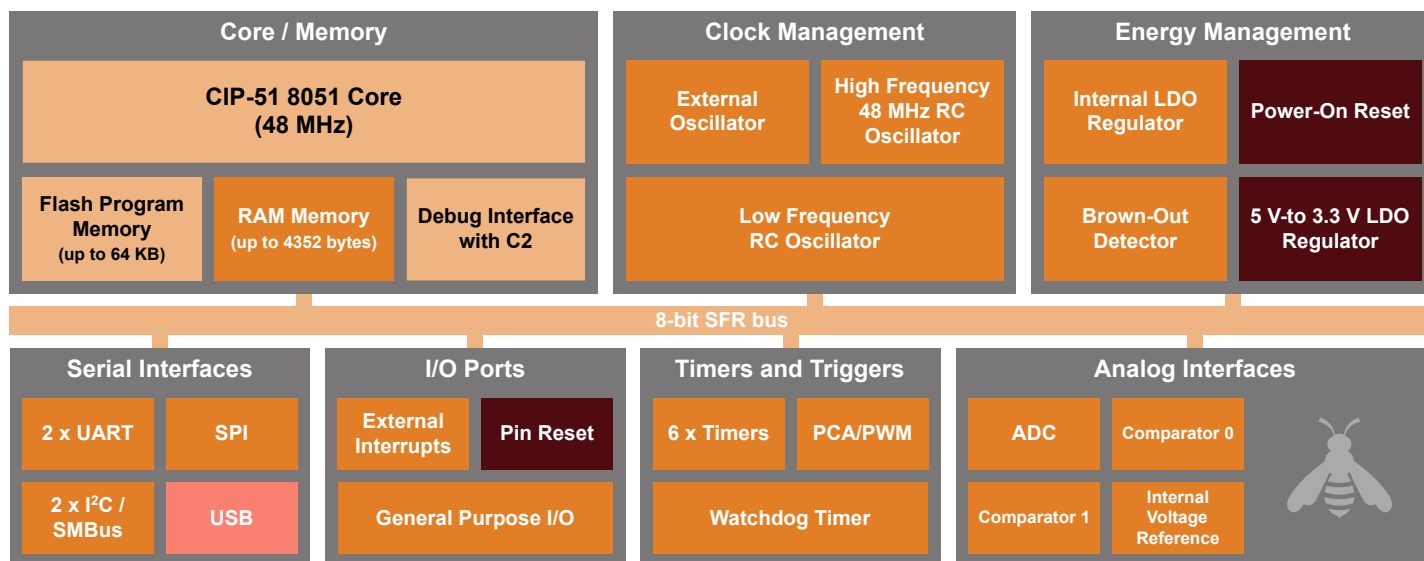 Core / Memory
CIP-51 8051 Core
(48 MHz)
Flash Program
Memory
(up to 64 KB)
RAM Memory
(up to 4352 bytes)
Debug Interface
with C2
Clock Management
External
Oscillator
High Frequency
48 MHz RC
Oscillator
Low Frequency
RC Oscillator
Energy Management
Internal LDO
Regulator
Power-On Reset
Brown-Out
Detector
5 V-to 3.3 V LDO
Regulator
8-bit SFR bus
Serial Interfaces
2 x UART
SPI
2 x I²C /
SMBus
USB
I/O Ports
External
Interrupts
Pin Reset
General Purpose I/O
Timers and Triggers
6 x Timers
PCA/PWM
Watchdog Timer
Analog Interfaces
ADC
Comparator 0
Comparator 1
Internal
Voltage
Reference